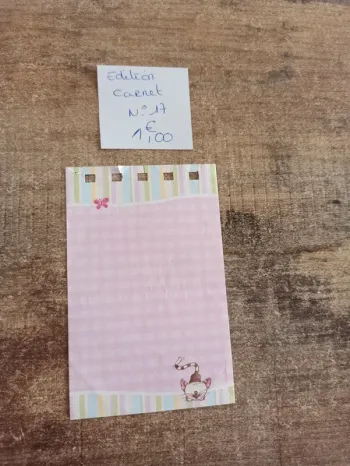 Edition
Carnet
N° 17
1€,00